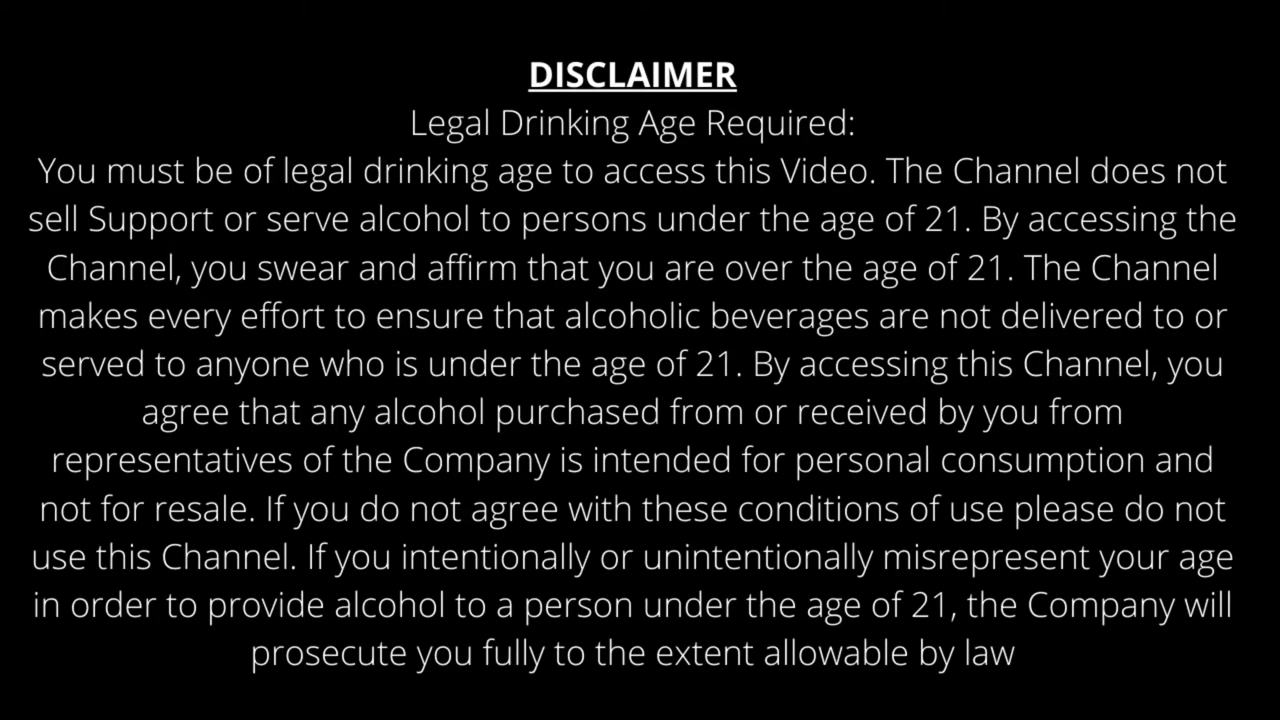 DISCLAIMER
Legal Drinking Age Required:
You must be of legal drinking age to access this Video. The Channel does not
sell Support or serve alcohol to persons under the age of 21. By accessing the
Channel, you swear and affirm that you are over the age of 21. The Channel
makes every effort to ensure that alcoholic beverages are not delivered to or
served to anyone who is under the age of 21. By accessing this Channel, you
agree that any alcohol purchased from or received by you from
representatives of the Company is intended for personal consumption and
not for resale. If you do not agree with these conditions of use please do not
use this Channel. If you intentionally or unintentionally misrepresent your age
in order to provide alcohol to a person under the age of 21, the Company will
prosecute you fully to the extent allowable by law